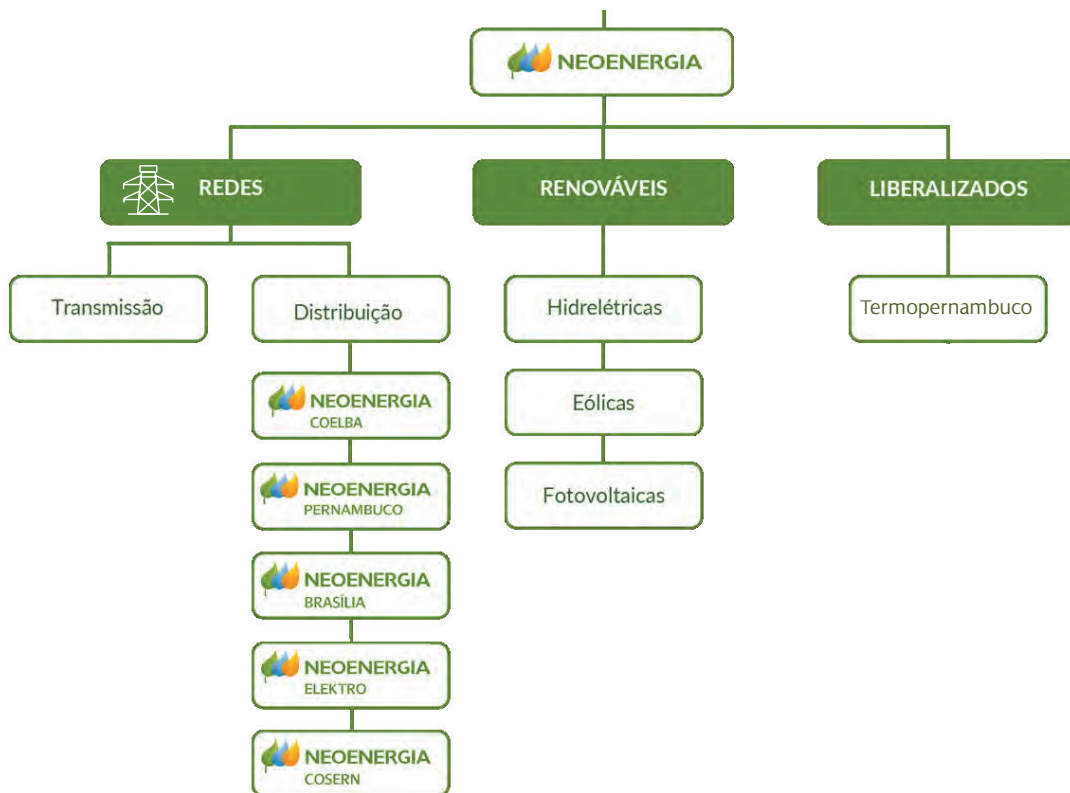 NEOENERGIA
REDES
RENOVÁVEIS
LIBERALIZADOS
Transmissão
Distribuição
Hidrelétricas
Termopernambuco
NEOENERGIA
COELBA
Eólicas
NEOENERGIA
PERNAMBUCO
Fotovoltaicas
NEOENERGIA
BRASÍLIA
NEOENERGIA
ELEKTRO
NEOENERGIA
COSERN